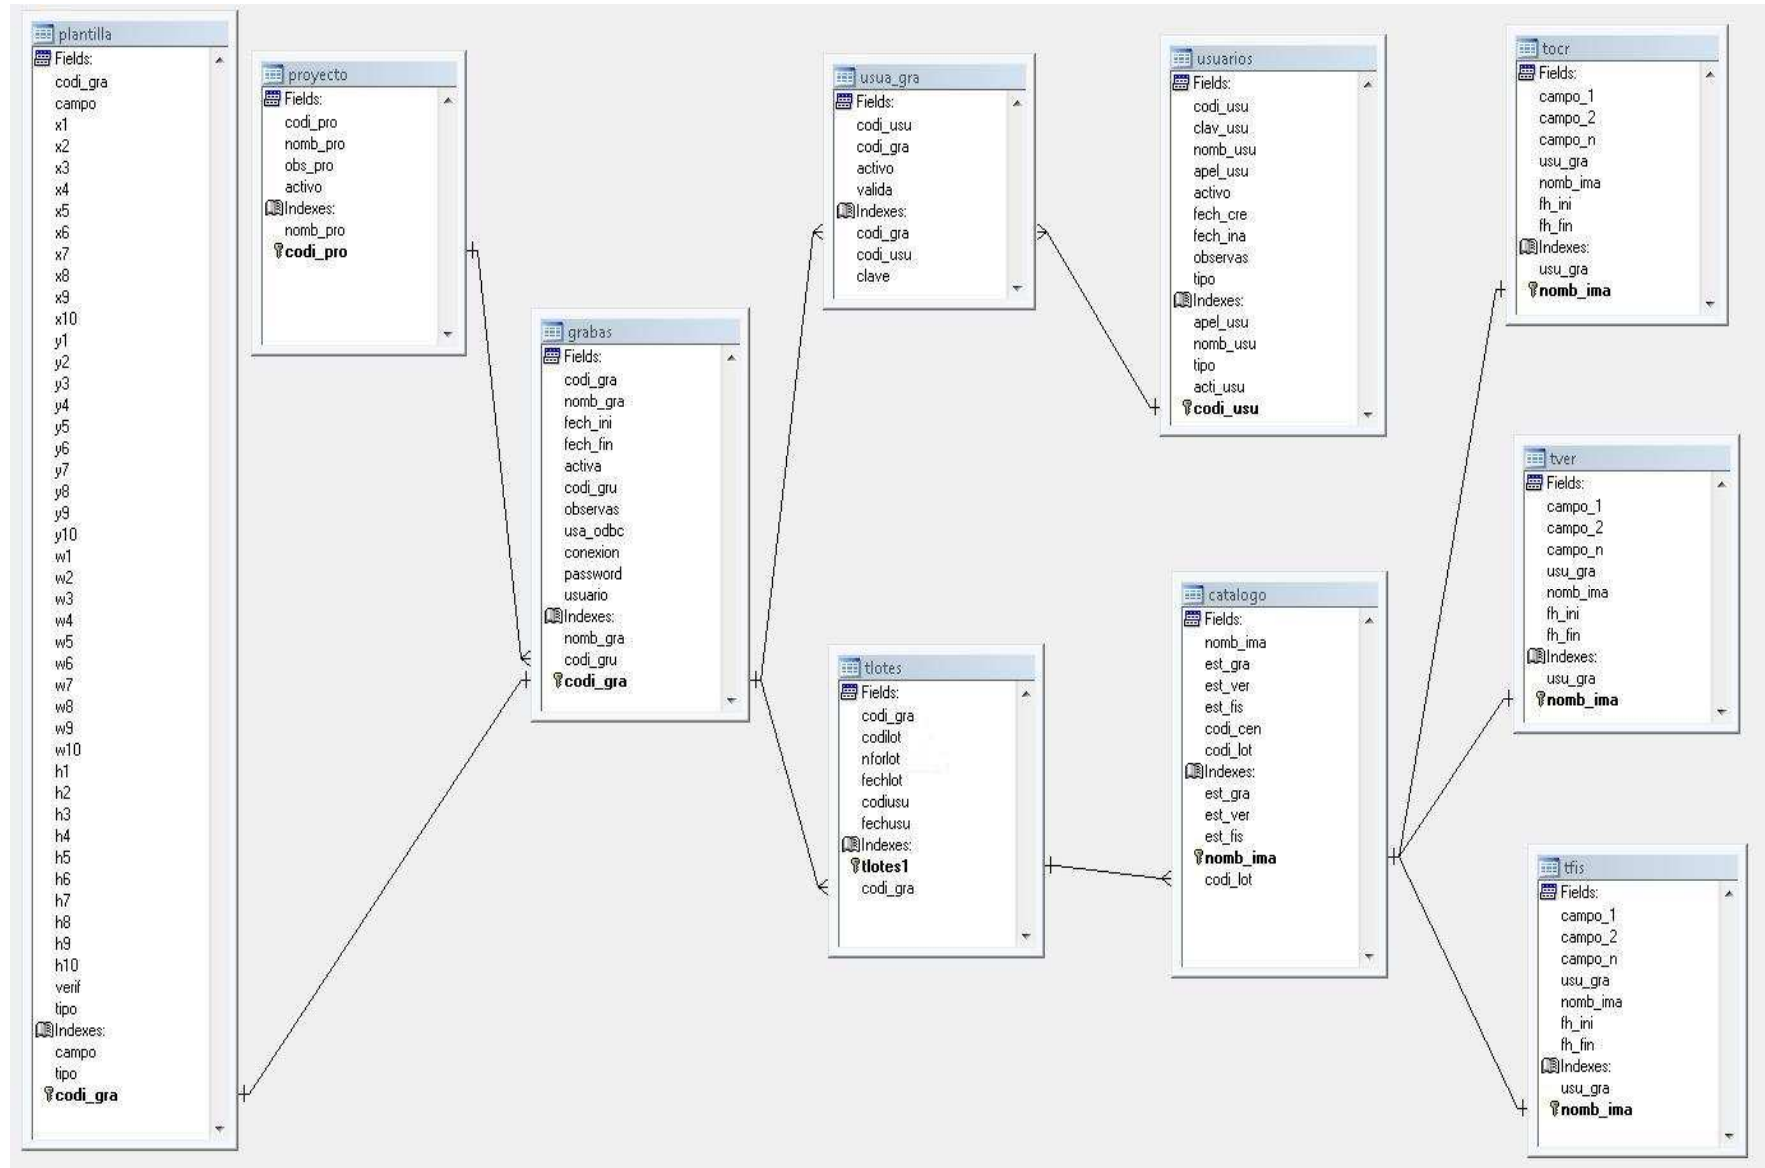 plantilla
Fields:
codi_gra
campo
x1
x2
x3
x4
x5
x6
x7
x8
x9
x10
y1
y2
y3
y4
y5
y6
y7
y8
y9
y10
w1
w2
w3
w4
w5
w6
w7
w8
w9
w10
h1
h2
h3
h4
h5
h6
h7
h8
h9
h10
verif
tipo
Indexes:
campo
tipo
codi_gra
proyecto
Fields:
codi_pro
nomb_pro
obs_pro
activo
Indexes:
nomb_pro
codi_pro
grabas
Fields:
codi_gra
nomb_gra
fech_ini
fech_fin
activa
codi_gru
observas
usa_odbc
conexion
password
usuario
Indexes:
nomb_gra
codi_gru
codi_gra
usua_gra
Fields:
codi_usu
codi_gra
activo
valida
Indexes:
codi_gra
codi_usu
clave
tlotes
Fields:
codi_gra
codilot
nforlot
fechlot
codiusu
fechusu
Indexes:
tlotes1
codi_gra
usuarios
Fields:
codi_usu
clav_usu
nomb_usu
apel_usu
activo
fech_cre
fech_ina
observas
tipo
Indexes:
apel_usu
nomb_usu
tipo
acti_usu
codi_usu
catalogo
Fields:
nomb_ima
est_gra
est_ver
est_fis
codi_cen
codi_lot
Indexes:
est_gra
est_ver
est_fis
nomb_ima
codi_lot
tocr
Fields:
campo_1
campo_2
campo_n
usu_gra
nomb_ima
fh_ini
fh_fin
Indexes:
usu_gra
nomb_ima
tver
Fields:
campo_1
campo_2
campo_n
usu_gra
nomb_ima
fh_ini
fh_fin
Indexes:
usu_gra
nomb_ima
tfis
Fields:
campo_1
campo_2
campo_n
usu_gra
nomb_ima
fh_ini
fh_fin
Indexes:
usu_gra
nomb_ima